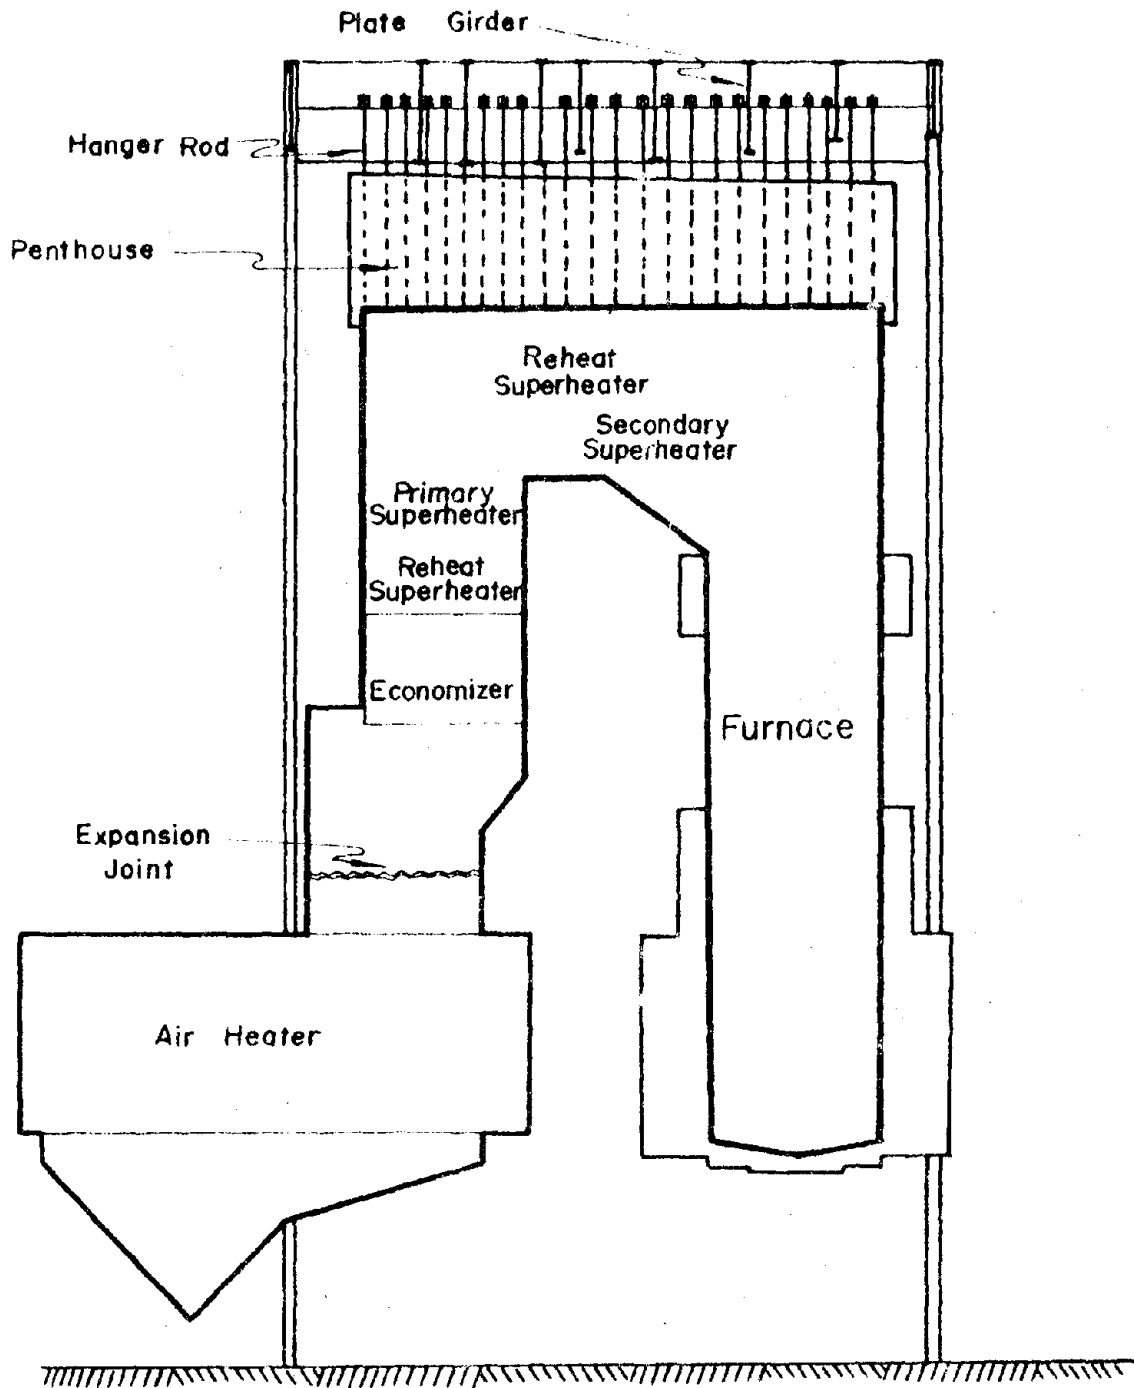 Plate Girder
Hanger Rod
Penthouse
Reheat
Superheater
Secondary
Superheater
Primary
Superheater
Reheat
Superheater
Economizer
Furnace
Expansion
Joint
Air Heater